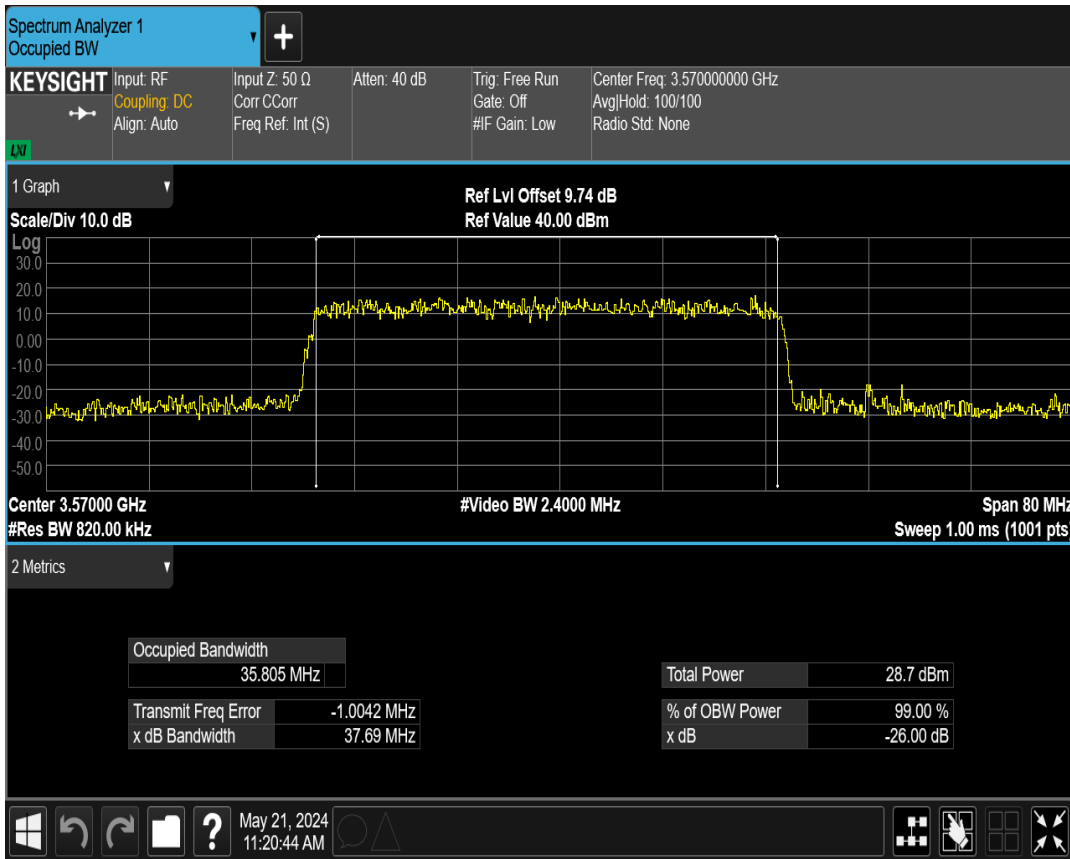 Spectrum Analyzer 1
Occupied BW
+
KEYSIGHT
LXI
Input: RF
Coupling: DC
Align: Auto
Input Z: 50 Ω
Corr CCorr
Freq Ref: Int (S)
Atten: 40 dB
Trig: Free Run
Gate: Off
#IF Gain: Low
Center Freq: 3.570000000 GHz
Avg|Hold: 100/100
Radio Std: None
1 Graph
Scale/Div 10.0 dB
Ref Lvl Offset 9.74 dB
Ref Value 40.00 dBm
Log
30.0
20.0
10.0
0.00
-10.0
-20.0
-30.0
-40.0
-50.0
Center 3.57000 GHz
#Video BW 2.4000 MHz
Span 80 MHz
#Res BW 820.00 kHz
Sweep 1.00 ms (1001 pts)
2 Metrics
Occupied Bandwidth
35.805 MHz
Total Power 28.7 dBm
Transmit Freq Error -1.0042 MHz
% of OBW Power 99.00 %
x dB Bandwidth 37.69 MHz
x dB -26.00 dB
?
May 21, 2024
11:20:44 AM